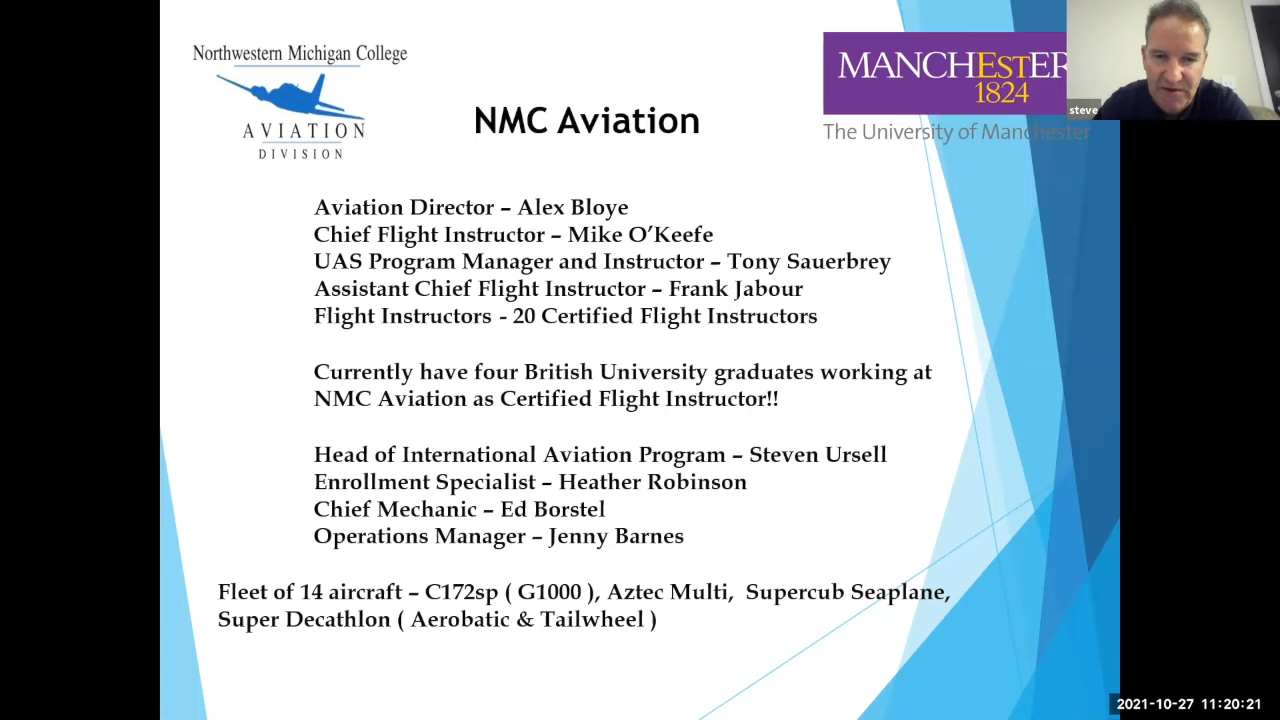 Northwestern Michigan College
AVIATION
DIVISION
NMC Aviation
MANCHEsTER
1824
The University of Manchester
steve
Aviation Director – Alex Bloye
Chief Flight Instructor – Mike O’Keefe
UAS Program Manager and Instructor – Tony Sauerbrey
Assistant Chief Flight Instructor – Frank Jabour
Flight Instructors - 20 Certified Flight Instructors
Currently have four British University graduates working at
NMC Aviation as Certified Flight Instructor!!
Head of International Aviation Program – Steven Ursell
Enrollment Specialist – Heather Robinson
Chief Mechanic – Ed Borstel
Operations Manager – Jenny Barnes
Fleet of 14 aircraft – C172sp ( G1000 ), Aztec Multi,  Supercub Seaplane,
Super Decathlon ( Aerobatic & Tailwheel )
2021-10-27 11:20:21